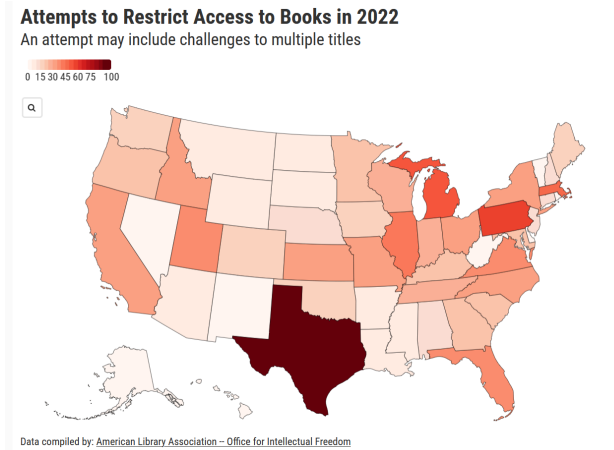 Attempts to Restrict Access to Books in 2022
An attempt may include challenges to multiple titles
0 15 30 45 60 75 100
Data compiled by: American Library Association – Office for Intellectual Freedom